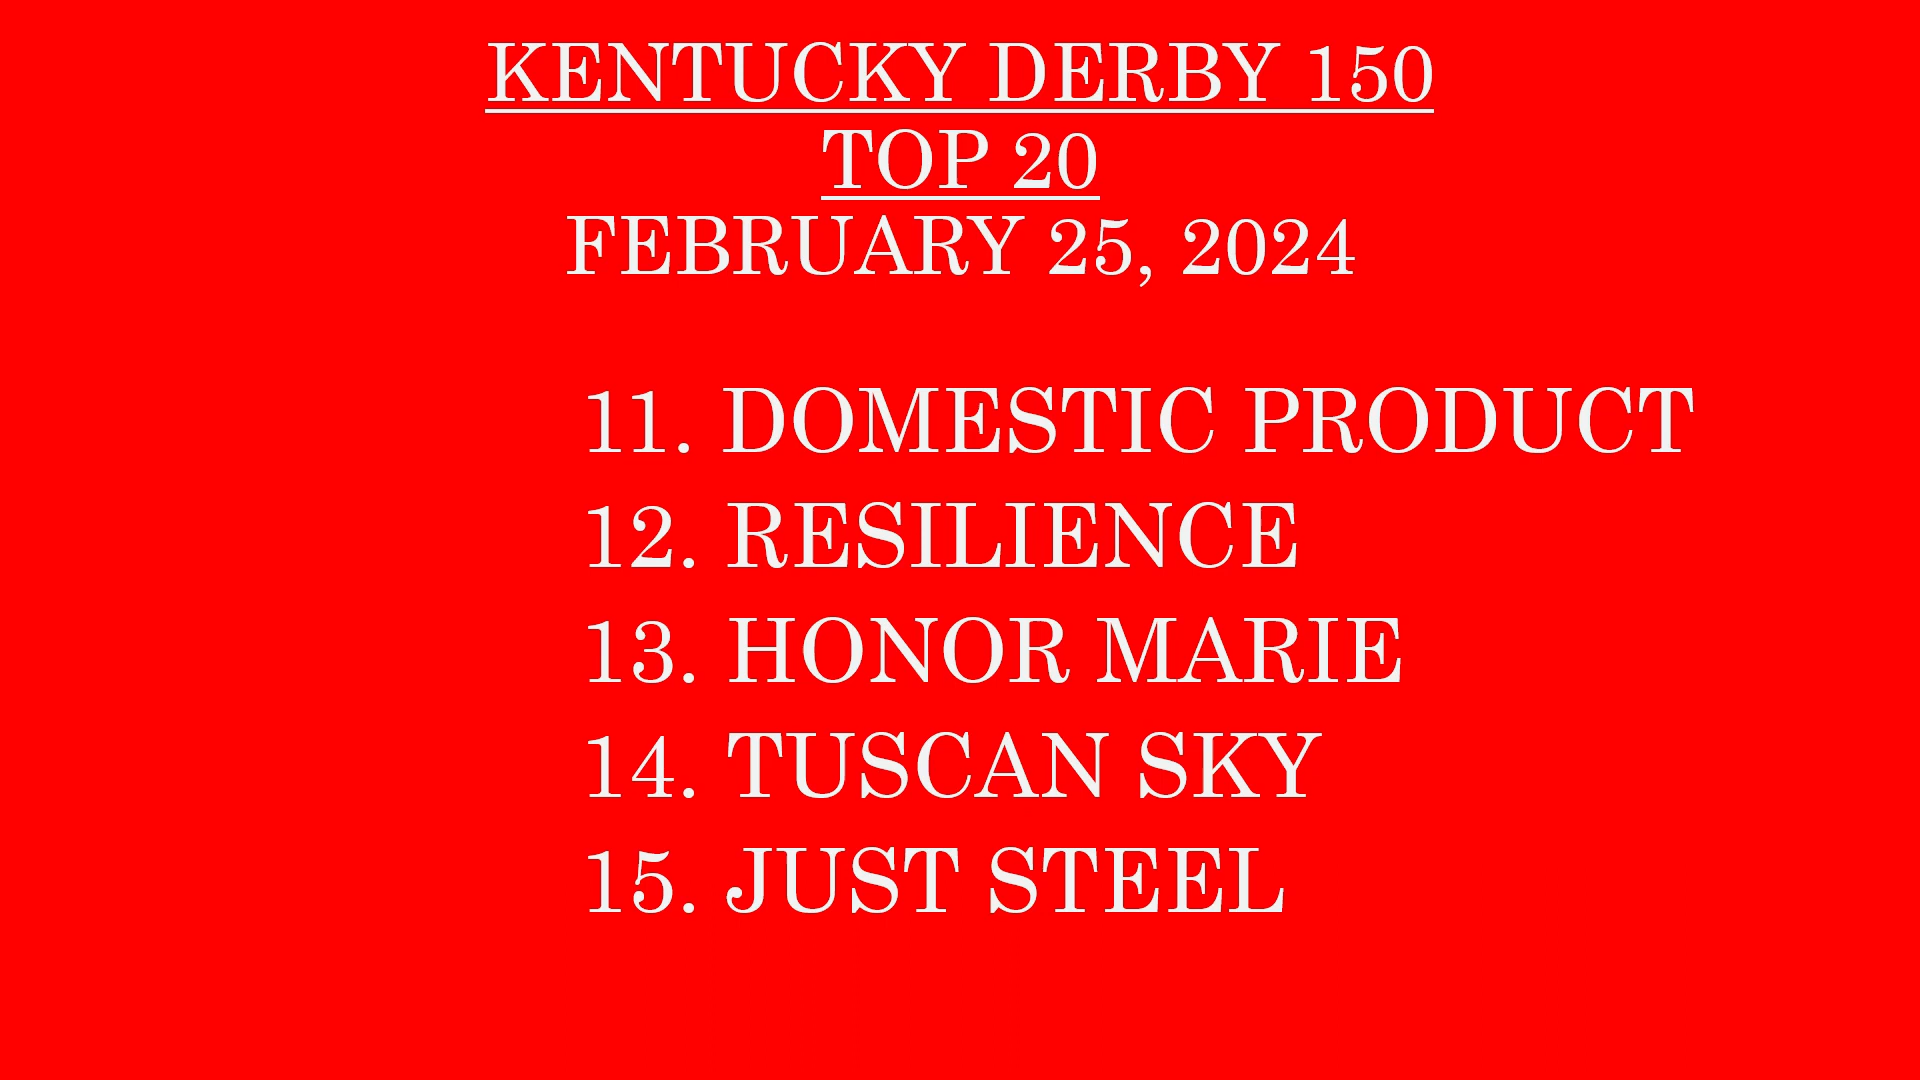 KENTUCKY DERBY 150
TOP 20
FEBRUARY 25, 2024
11. DOMESTIC PRODUCT
12. RESILIENCE
13. HONOR MARIE
14. TUSCAN SKY
15. JUST STEEL